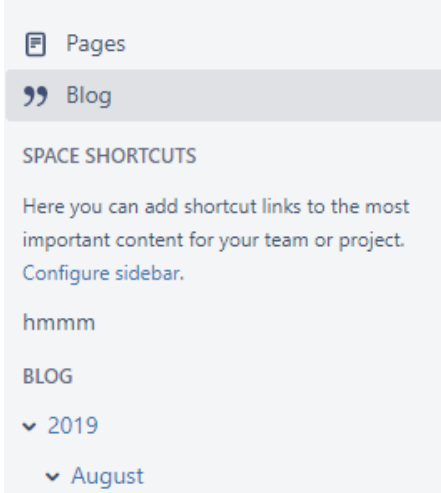 Pages
Blog
SPACE SHORTCUTS
Here you can add shortcut links to the most
important content for your team or project.
Configure sidebar.
hmmm
BLOG
2019
August